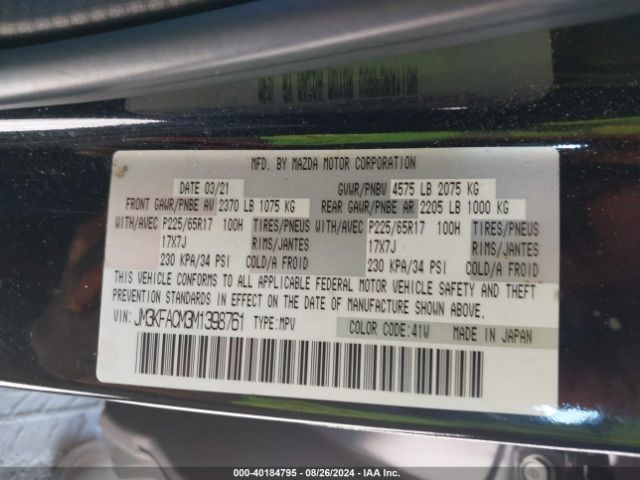 MFD. BY MAZDA MOTOR CORPORATION
DATE 03/21 GVWR/PNBV 4575 LB 2075 KG
FRONT GAWR/PNBE AV 2370 LB 1075 KG REAR GAWR/PNBE AR 2205 LB 1000 KG
WITH/AVEC P225/65R17 100H TIRES/PNEUS WITH/AVEC P225/65R17 100H TIRES/PNEUS
17X7J RIMS/JANTES 17X7J RIMS/JANTES
230 KPA/34 PSI COLD/A FROID 230 KPA/34 PSI COLD/A FROID
THIS VEHICLE CONFORMS TO ALL APPLICABLE FEDERAL MOTOR VEHICLE SAFETY AND THEFT
PREVENTION STANDARDS IN EFFECT ON THE DATE OF MANUFACTURE SHOWN ABOVE.
VIN: JM3KFACM3M1398761 TYPE:MPV COLOR CODE:41W MADE IN JAPAN
000-40184795 - 08/26/2024 - IAA Inc.